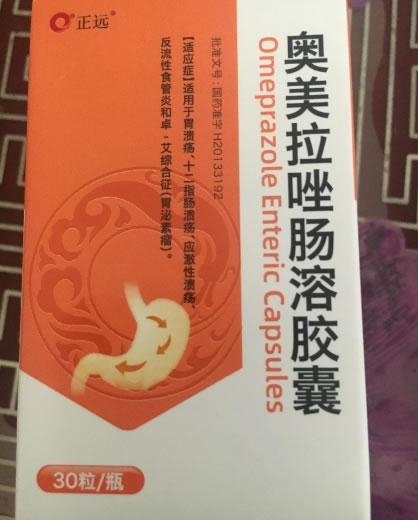 正远®
奥美拉唑肠溶胶囊
Omeprazole Enteric Capsules
批准文号：国药准字H20133192
【适应症】适用于胃溃疡、十二指肠溃疡、应激性溃疡、
反流性食管炎和卓-艾综合征（胃泌素瘤）。
30粒/瓶